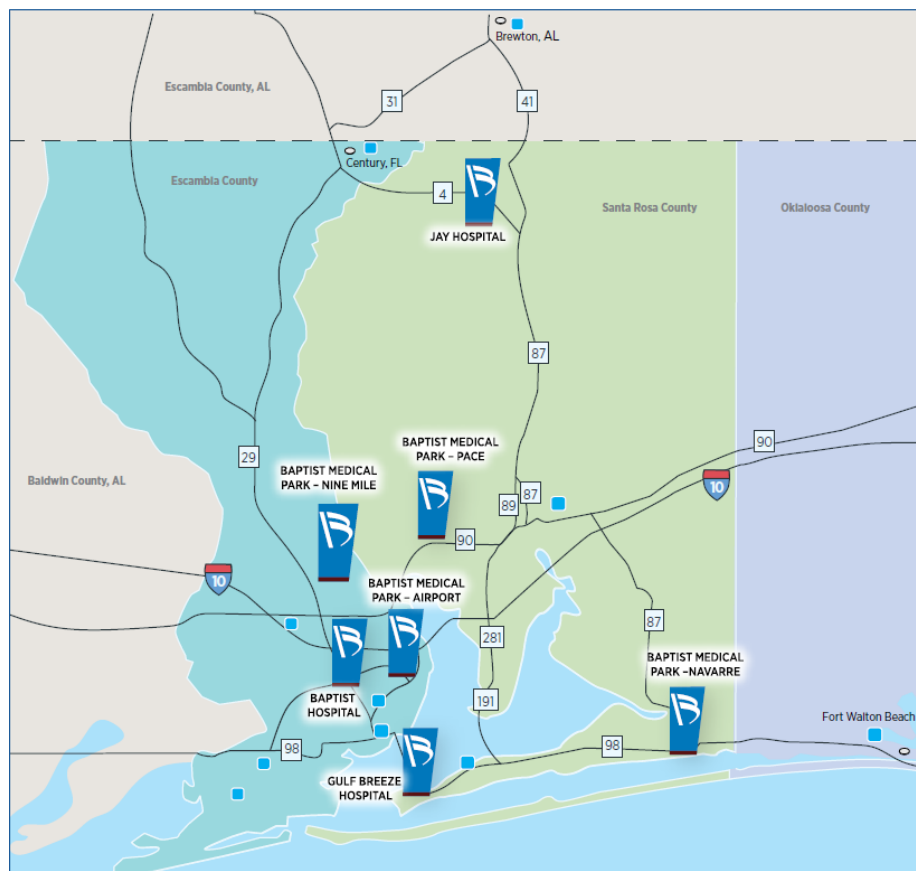 Brewton, AL
Escambia County, AL
31
41
Century, FL
Escambia County
4
Santa Rosa County
Oklaloosa County
JAY HOSPITAL
87
BAPTIST MEDICAL
PARK – PACE
90
29
BAPTIST MEDICAL
PARK – NINE MILE
Baldwin County, AL
87
89
10
90
10
BAPTIST MEDICAL
PARK – AIRPORT
281
87
BAPTIST MEDICAL
PARK –NAVARRE
BAPTIST
HOSPITAL
191
Fort Walton Beach
98
98
GULF BREEZE
HOSPITAL